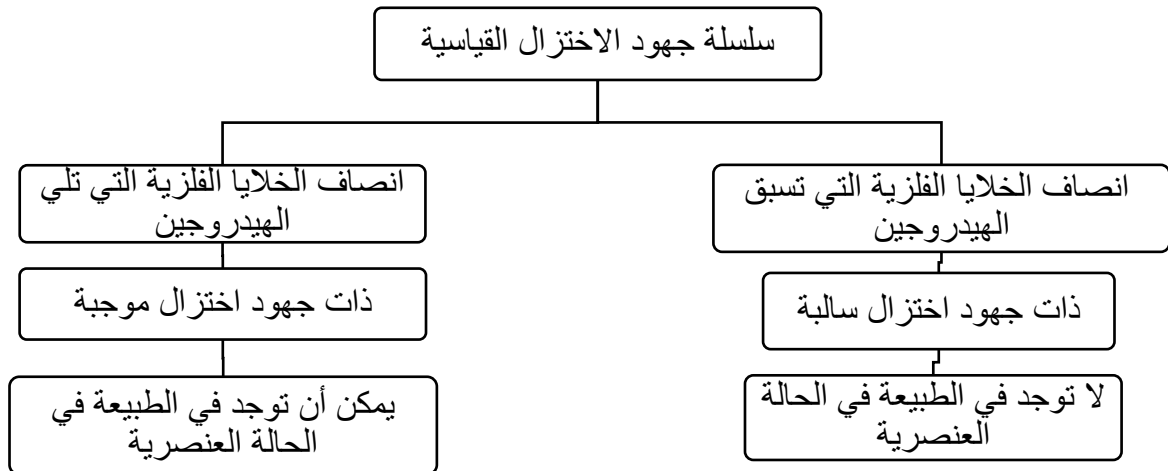 سلسلة جهود الاختزال القياسية
انصاف الخلايا الفلزية التي تسبق
الهيدروجين
ذات جهود اختزال سالبة
لا توجد في الطبيعة في الحالة
العنصرية
انصاف الخلايا الفلزية التي تلي
الهيدروجين
ذات جهود اختزال موجبة
يمكن أن توجد في الطبيعة في
الحالة العنصرية